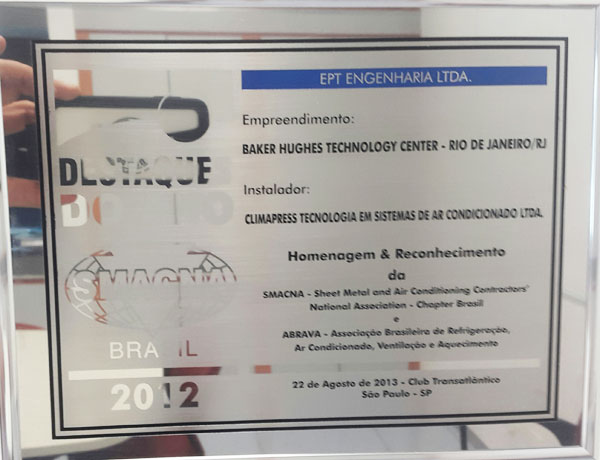 DESTAQUE
SMACNA
BRASIL
2012
EPT ENGENHARIA LTDA.
Empreendimento:
BAKER HUGHES TECHNOLOGY CENTER - RIO DE JANEIRO/RJ
Instalador:
CLIMAPRESS TECNOLOGIA EM SISTEMAS DE AR CONDICIONADO LTDA.
Homenagem & Reconhecimento
da
SMACNA - Sheet Metal and Air Conditioning Contractors'
National Association - Chapter Brasil
e
ABRAVA - Associação Brasileira de Refrigeração,
Ar Condicionado, Ventilação e Aquecimento
22 de Agosto de 2013 - Club Transatlântico
São Paulo - SP